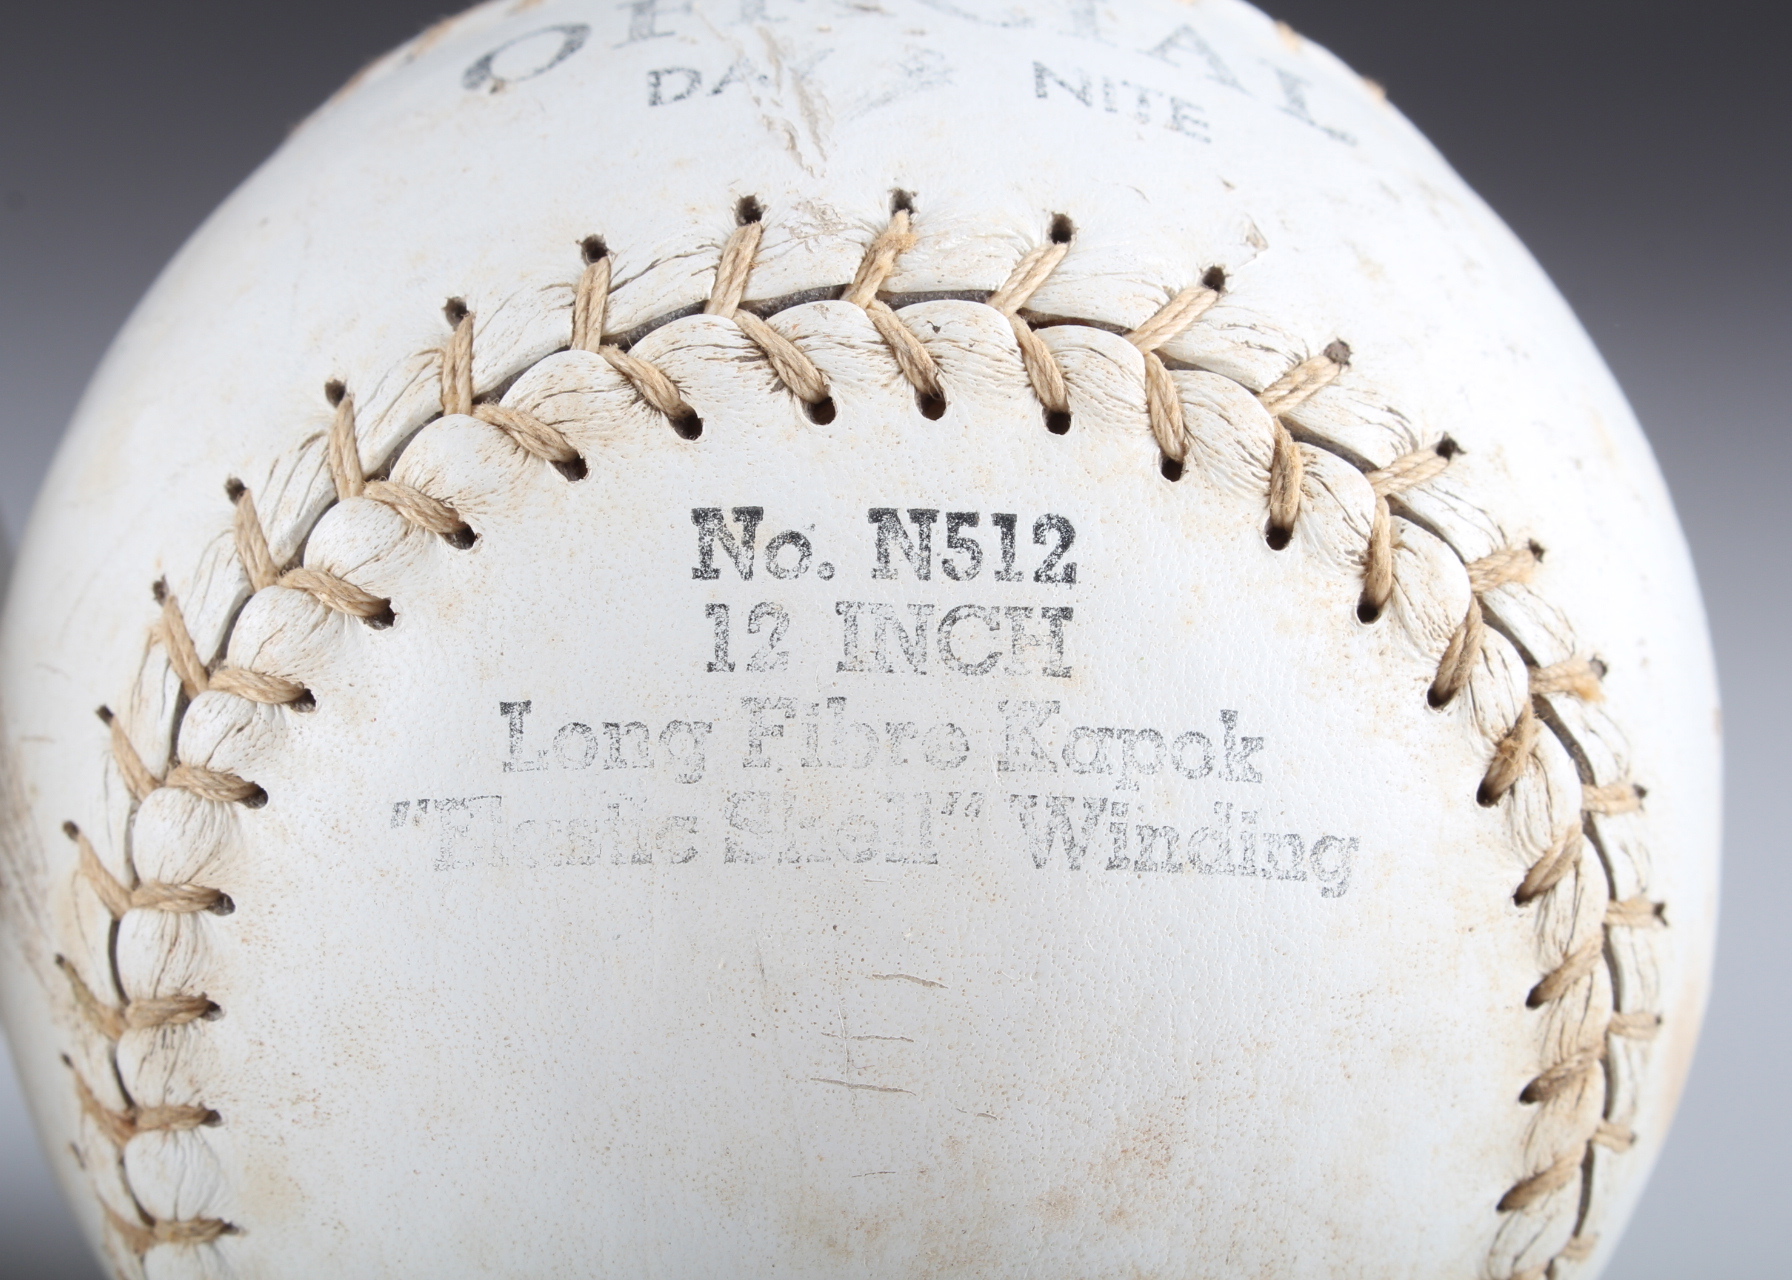 OFFICIAL
DAY NITE
No. N512
12 INCH
Long Fibre Kapok
"Elastic Shell" Winding